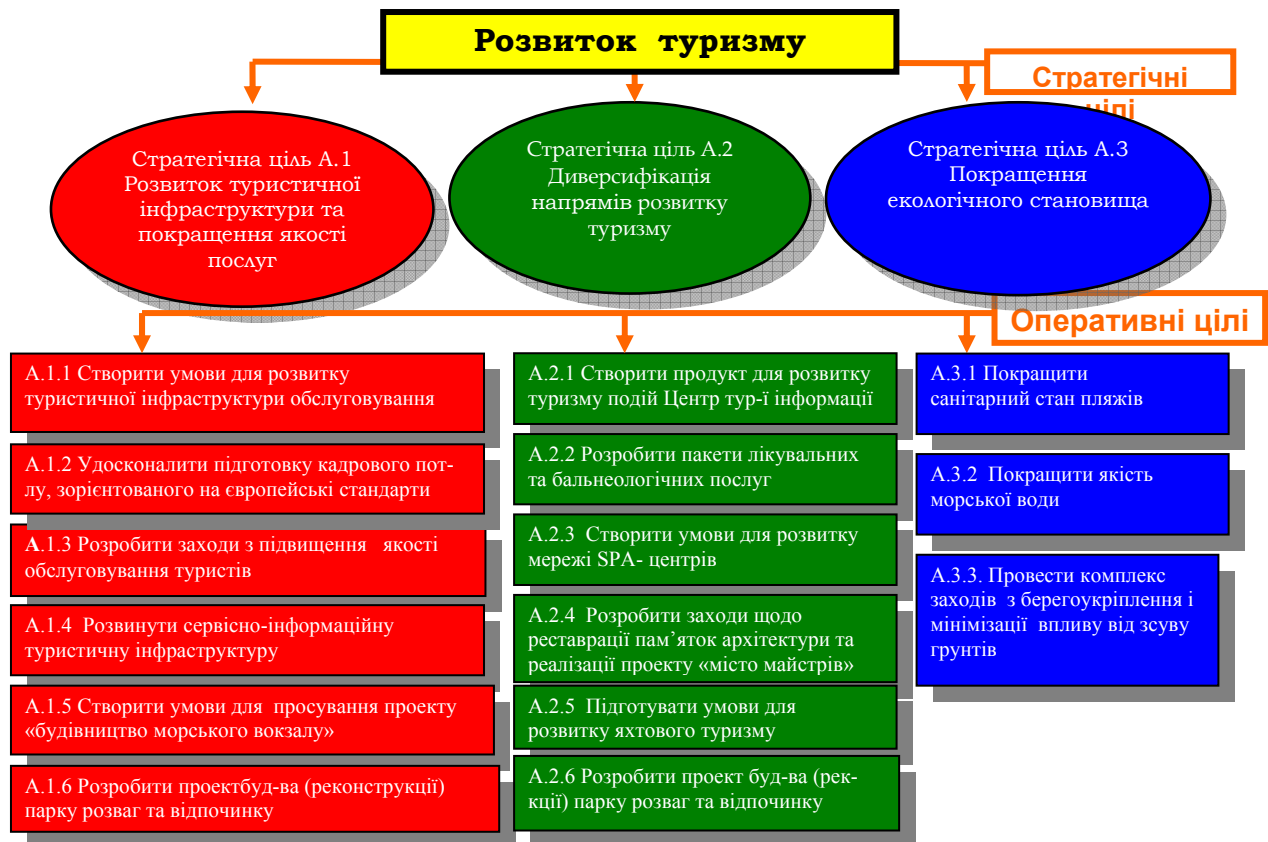 Розвиток туризму
Стратегічні
цілі
Стратегічна ціль А.1
Розвиток туристичної
інфраструктури та
покращення якості
послуг
Стратегічна ціль А.2
Диверсифікація
напрямів розвитку
туризму
Стратегічна ціль А.3
Покращення
екологічного становища
Оперативні цілі
А.1.1 Створити умови для розвитку
туристичної інфраструктури обслуговування
А.1.2 Удосконалити підготовку кадрового пот-
лу, зорієнтованого на європейські стандарти
А.1.3 Розробити заходи з підвищення якості
обслуговування туристів
А.1.4 Розвинути сервісно-інформаційну
туристичну інфраструктуру
А.1.5 Створити умови для просування проекту
«будівництво морського вокзалу»
А.1.6 Розробити проектбуд-ва (реконструкції)
парку розваг та відпочинку
А.2.1 Створити продукт для розвитку
туризму подій Центр тур-ї інформації
А.2.2 Розробити пакети лікувальних
та бальнеологічних послуг
А.2.3 Створити умови для розвитку
мережі SPA- центрів
А.2.4 Розробити заходи щодо
реставрації пам’яток архітектури та
реалізації проекту «місто майстрів»
А.2.5 Підготувати умови для
розвитку яхтового туризму
А.2.6 Розробити проект буд-ва (рек-
кції) парку розваг та відпочинку
А.3.1 Покращити
санітарний стан пляжів
А.3.2 Покращити якість
морської води
А.3.3. Провести комплекс
заходів з берегоукріплення і
мінімізації впливу від зсуву
грунтів